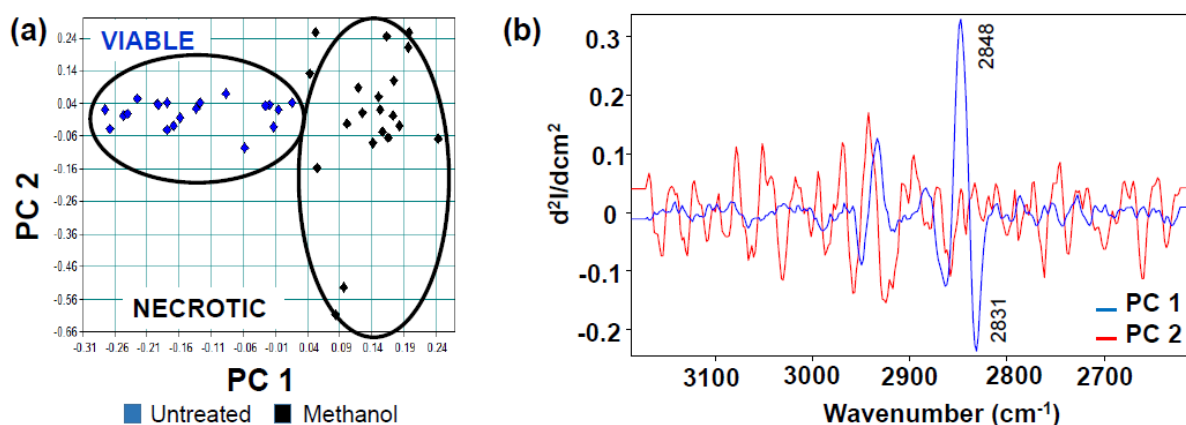 (a)
VIABLE
0.24
0.14
0.04
-0.06
-0.16
-0.26
-0.36
-0.46
-0.56
-0.66
PC 2
NECROTIC
-0.31 -0.26 -0.21 -0.16 -0.11 -0.06 -0.01 0.04 0.09 0.14 0.19 0.24
PC 1
Untreated Methanol
(b)
0.3
0.2
0.1
0
-0.1
-0.2
d²I/dcm²
2848
2831
PC 1
PC 2
3100 3000 2900 2800 2700
Wavenumber (cm⁻¹)